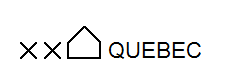 ×× ⌂ QUEBEC